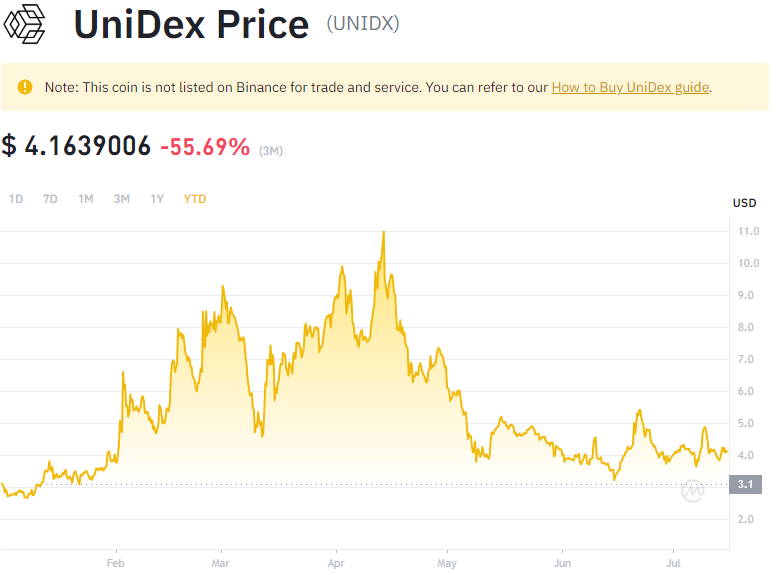 UniDex Price (UNIDX)
Note: This coin is not listed on Binance for trade and service. You can refer to our How to Buy UniDex guide.
$ 4.1639006 -55.69% (3M)
1D 7D 1M 3M 1Y YTD
USD
11.0
10.0
9.0
8.0
7.0
6.0
5.0
4.0
3.1
2.0
Feb Mar Apr May Jun Jul